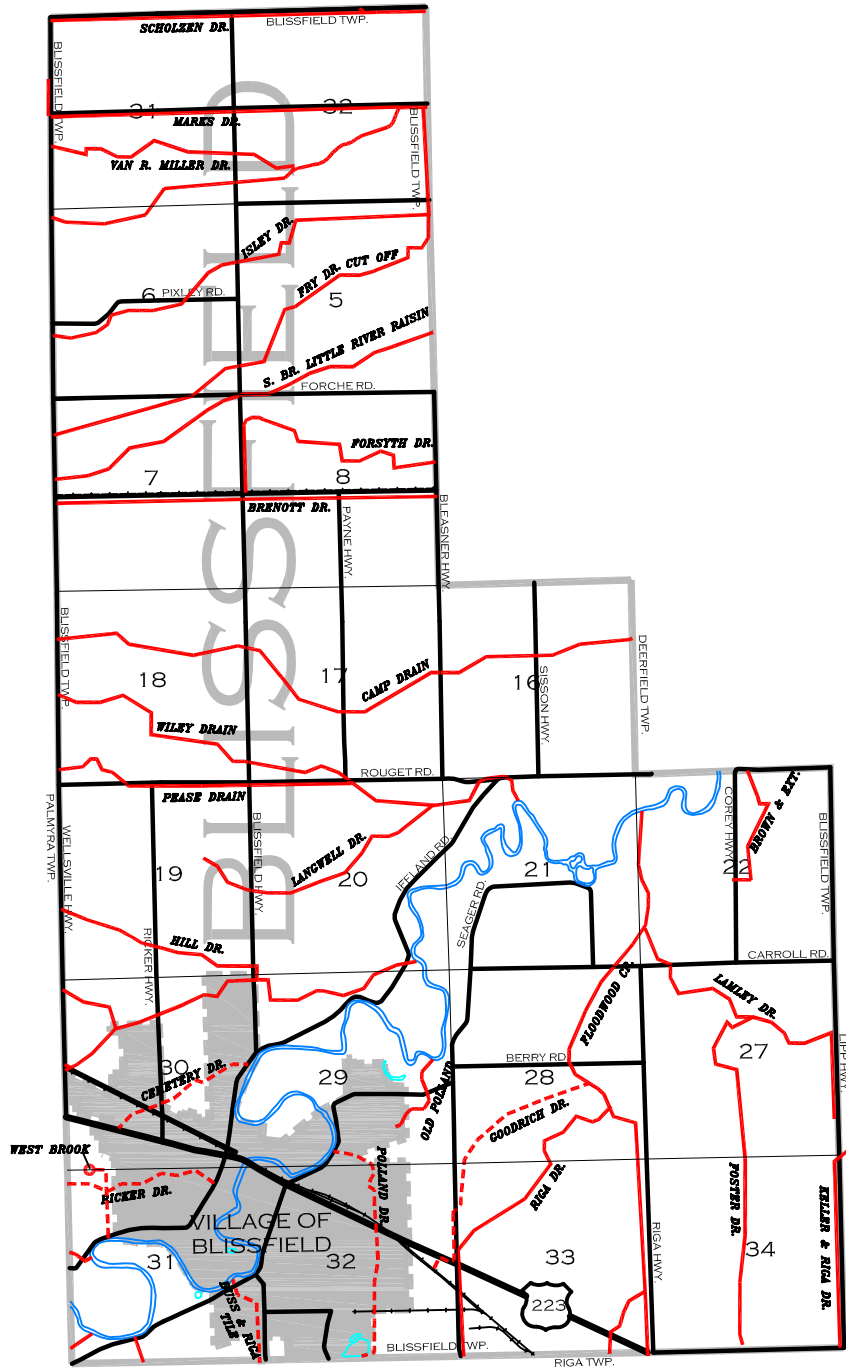 SCHOLZEN DR.
BLISSFIELD TWP.
BLISSFIELD TWP.
31
32
MARKS DR.
BLISSFIELD TWP.
VAN R. MILLER DR.
BLISSFIELD
ISLEY DR.
FRY DR. CUT OFF
6
PIXLEY RD.
5
S. BR. LITTLE RIVER RAISIN
FORCHE RD.
FORSYTH DR.
7
8
BRENOTT DR.
PAYNE HWY.
BLEASNER HWY.
BLISSFIELD TWP.
18
17
CAMP DRAIN
16
SISSON HWY.
DEERFIELD TWP.
WILEY DRAIN
ROUGET RD.
PEASE DRAIN
PALMYRA TWP.
WELLSVILLE HWY.
BLISSFIELD HWY.
LANGWELL DR.
IFFLAND RD.
COREY HWY.
BROWN & EXT.
BLISSFIELD TWP.
19
20
21
22
SEAGER RD.
RICKER HWY.
HILL DR.
FLOODWOOD CR.
CARROLL RD.
LAMLEY DR.
LIPP HWY.
30
CEMETERY DR.
29
OLD POLLAND
BERRY RD.
28
27
GOODRICH DR.
WEST BROOK
RICKER DR.
POLLAND DR.
RIGA DR.
FOSTER DR.
KELLER & RIGA DR.
VILLAGE OF
BLISSFIELD
31
32
33
RIGA HWY.
34
BUSS & RIGA
TILE
223
BLISSFIELD TWP.
RIGA TWP.